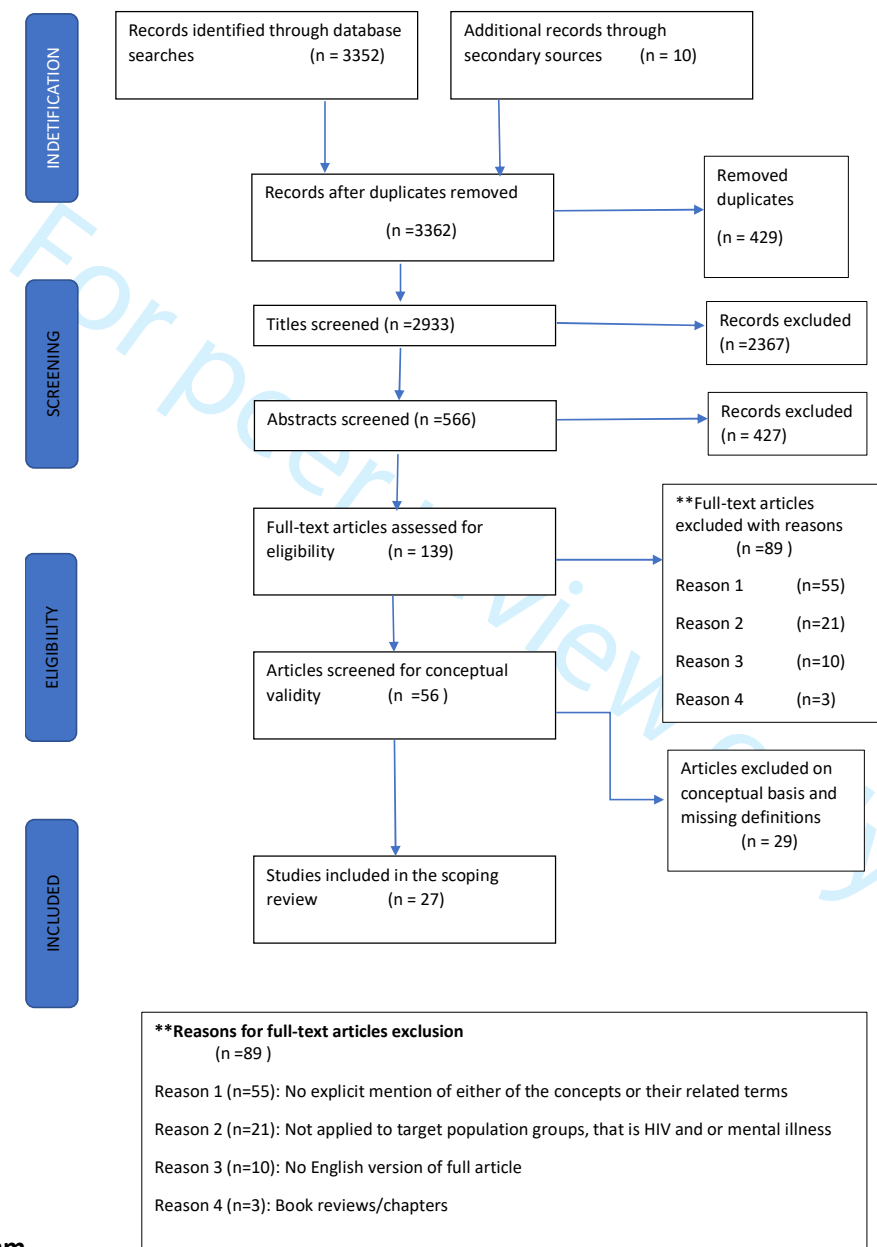 Records identified through database
searches (n = 3352)
Additional records through
secondary sources (n = 10)
INDETIFICATION
Records after duplicates removed
(n =3362)
Removed
duplicates
(n = 429)
SCREENING
Titles screened (n =2933)
Records excluded
(n =2367)
Abstracts screened (n =566)
Records excluded
(n = 427)
ELIGIBILITY
Full-text articles assessed for
eligibility (n = 139)
**Full-text articles
excluded with reasons
(n =89 )
Reason 1 (n=55)
Reason 2 (n=21)
Reason 3 (n=10)
Reason 4 (n=3)
Articles screened for conceptual
validity (n =56 )
Articles excluded on
conceptual basis and
missing definitions
(n = 29)
INCLUDED
Studies included in the scoping
review (n = 27)
**Reasons for full-text articles exclusion
(n =89 )
Reason 1 (n=55): No explicit mention of either of the concepts or their related terms
Reason 2 (n=21): Not applied to target population groups, that is HIV and or mental illness
Reason 3 (n=10): No English version of full article
Reason 4 (n=3): Book reviews/chapters
For peer review only